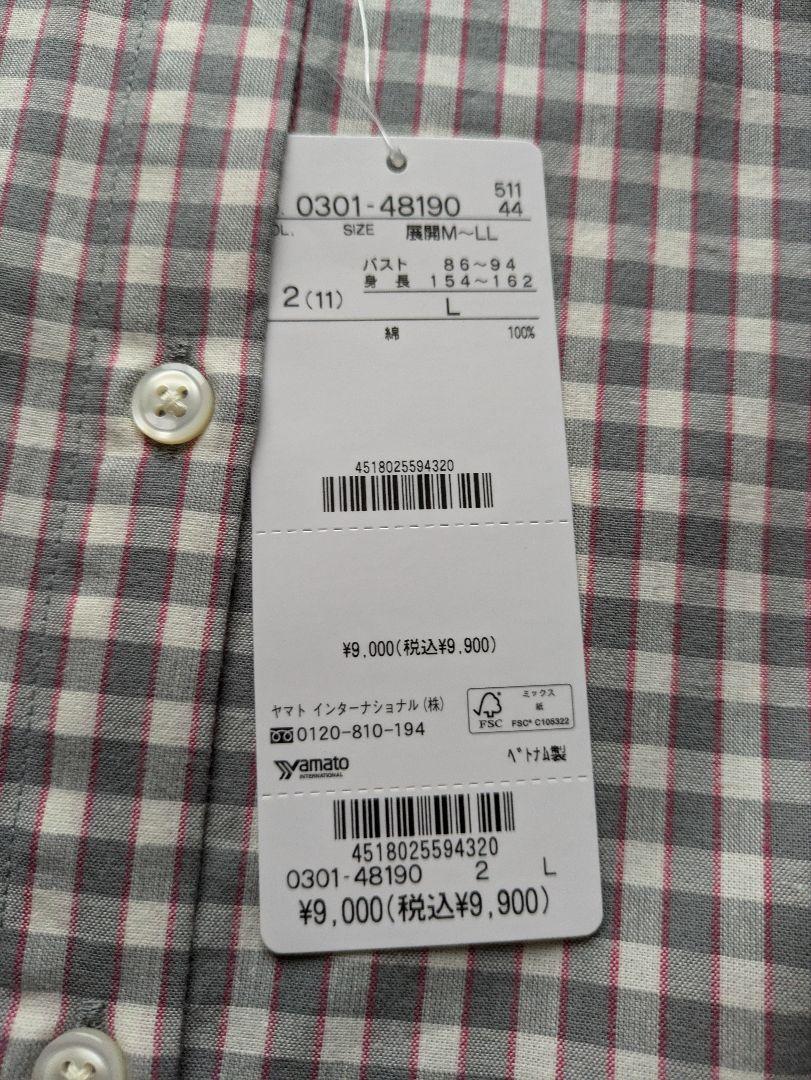 . 0301-48190 511
44
OL. SIZE 展開M〜LL
2(11) バスト 86〜94
身長 154〜162
L
綿 100%
4518025594320
¥9,000(税込¥9,900)
ヤマト インターナショナル(株)
0120-810-194
FSC ミックス
紙
FSC® C105322
Yamato
INTERNATIONAL
ベトナム製
4518025594320
0301-48190 2 L
¥9,000(税込¥9,900)